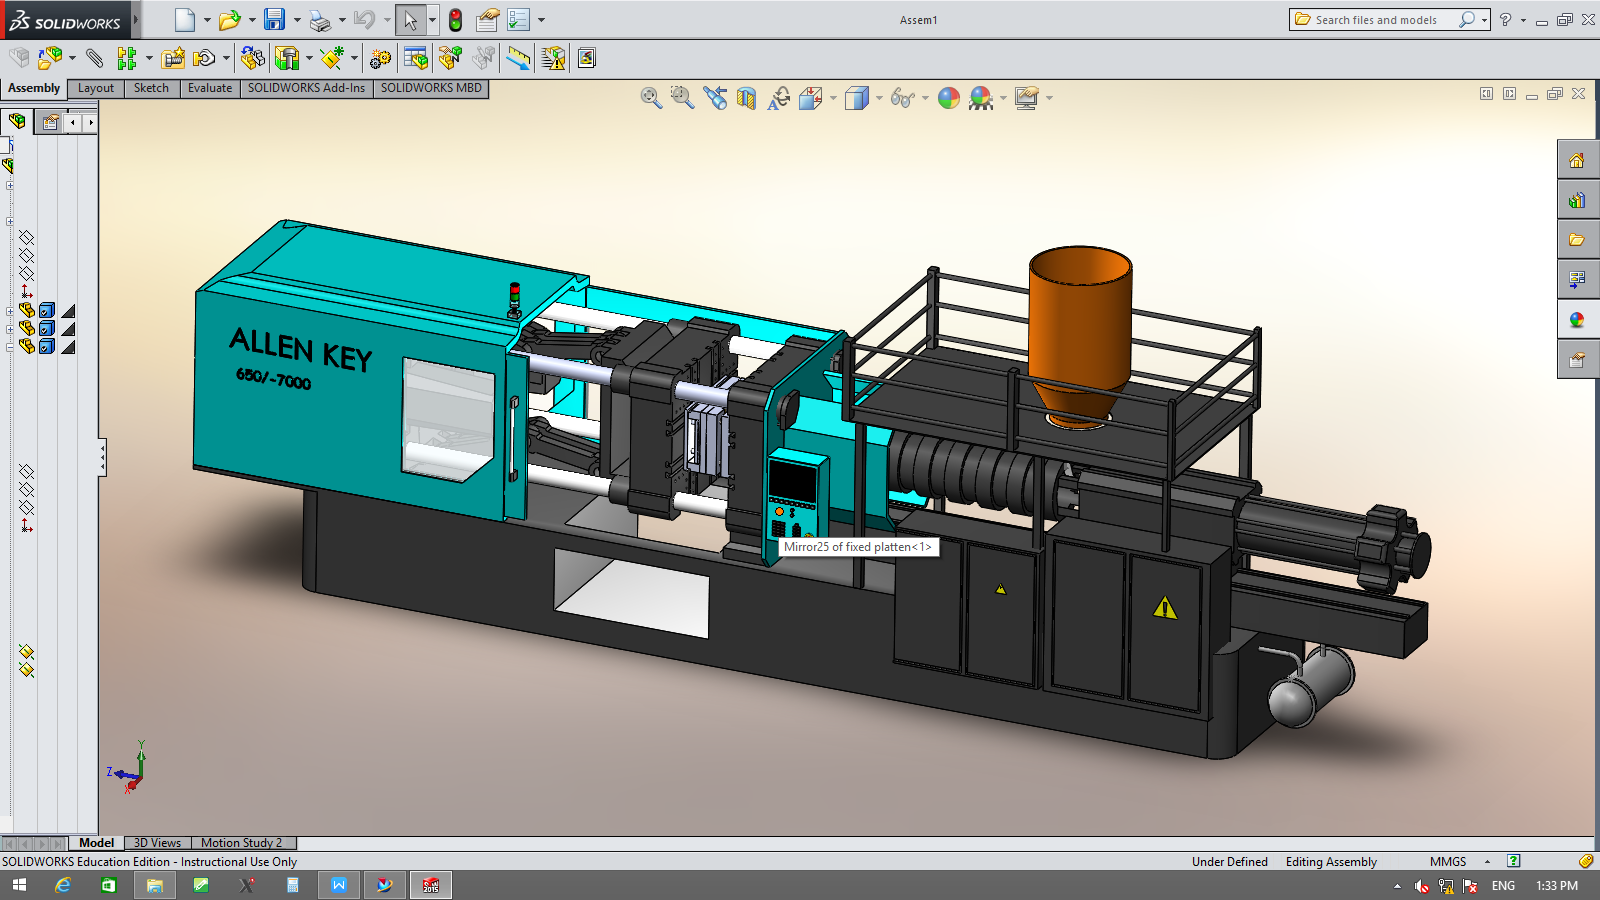 SOLIDWORKS
Assem1
Search files and models
?
Assembly
Layout
Sketch
Evaluate
SOLIDWORKS Add-Ins
SOLIDWORKS MBD
ALLEN KEY
650/-7000
Mirror25 of fixed platten<1>
Y
Z
X
Model
3D Views
Motion Study 2
SOLIDWORKS Education Edition - Instructional Use Only
Under Defined
Editing Assembly
MMGS
?
2015
ENG
1:33 PM